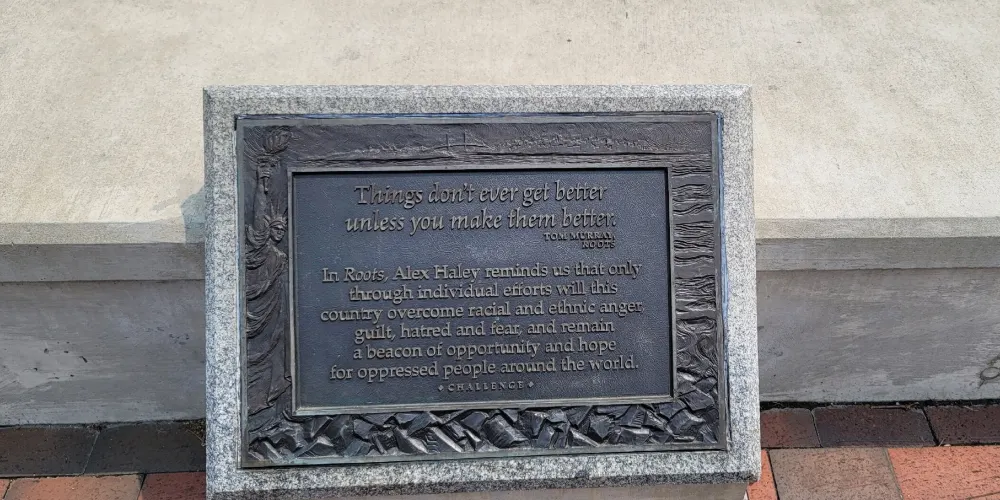 Things don't ever get better
unless you make them better.
TOM MURRAY,
ROOTS
In Roots, Alex Haley reminds us that only
through individual efforts will this
country overcome racial and ethnic anger,
guilt, hatred and fear, and remain
a beacon of opportunity and hope
for oppressed people around the world.
• CHALLENGE •